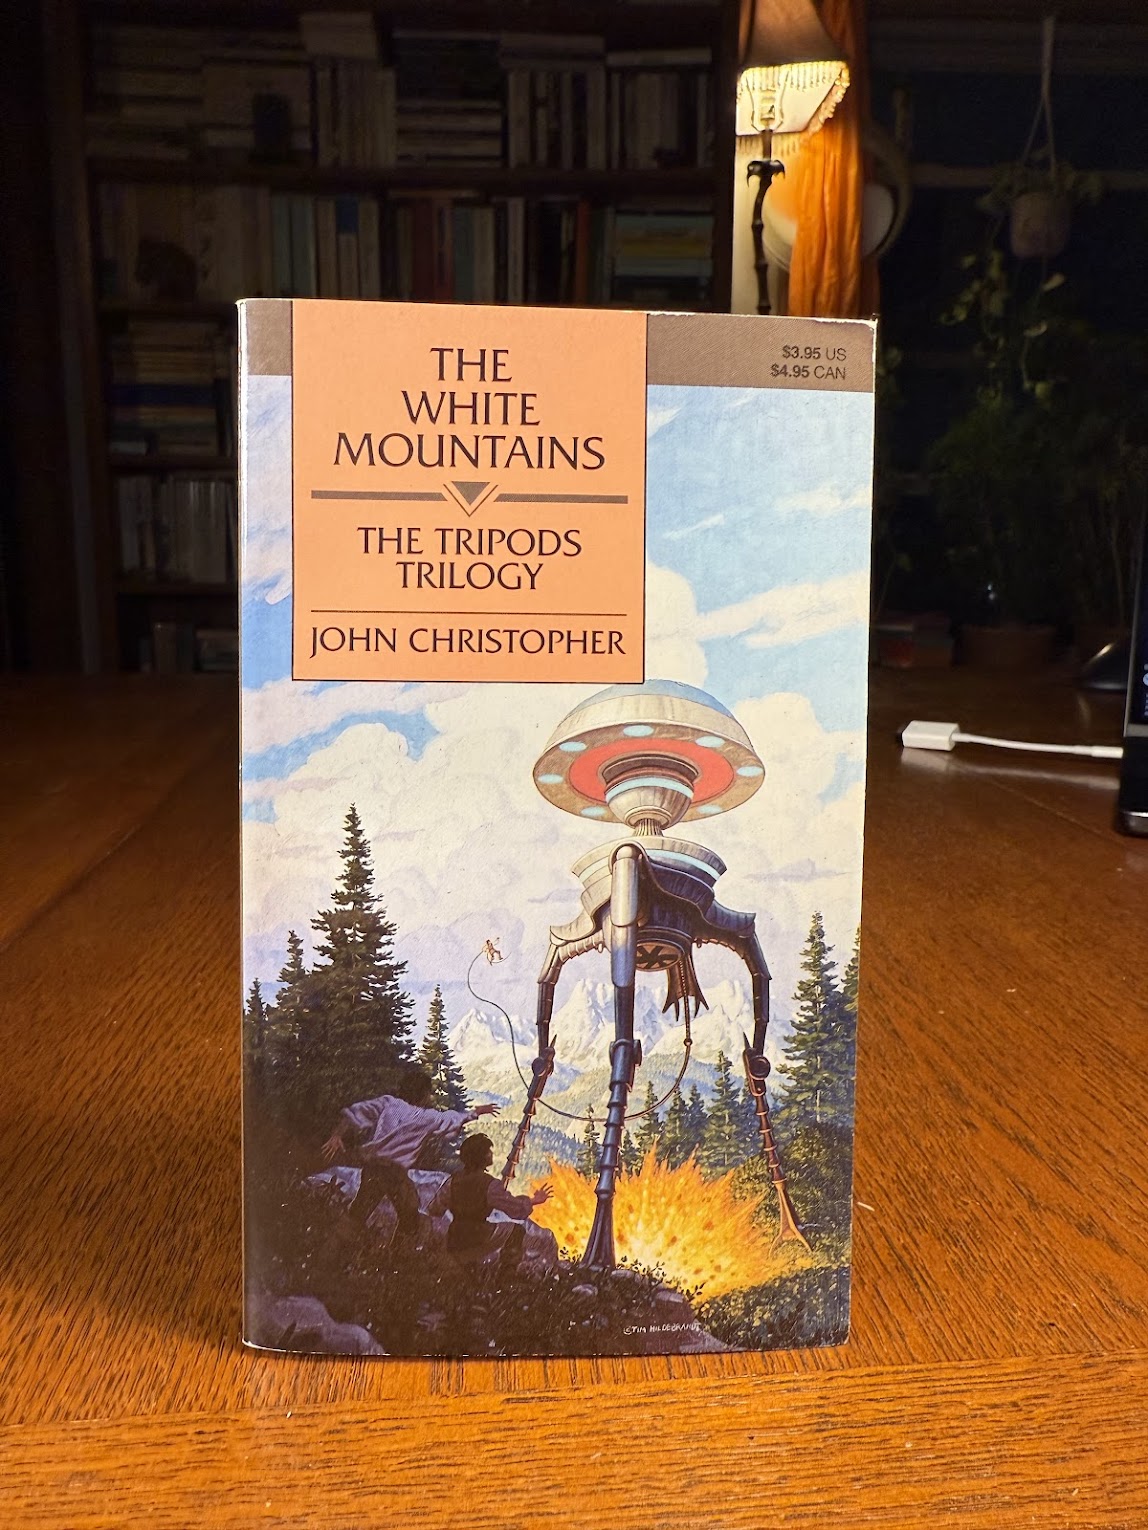 THE
WHITE
MOUNTAINS
THE TRIPODS
TRILOGY
JOHN CHRISTOPHER
$3.95 US
$4.95 CAN
©TIM HILDEBRANDT